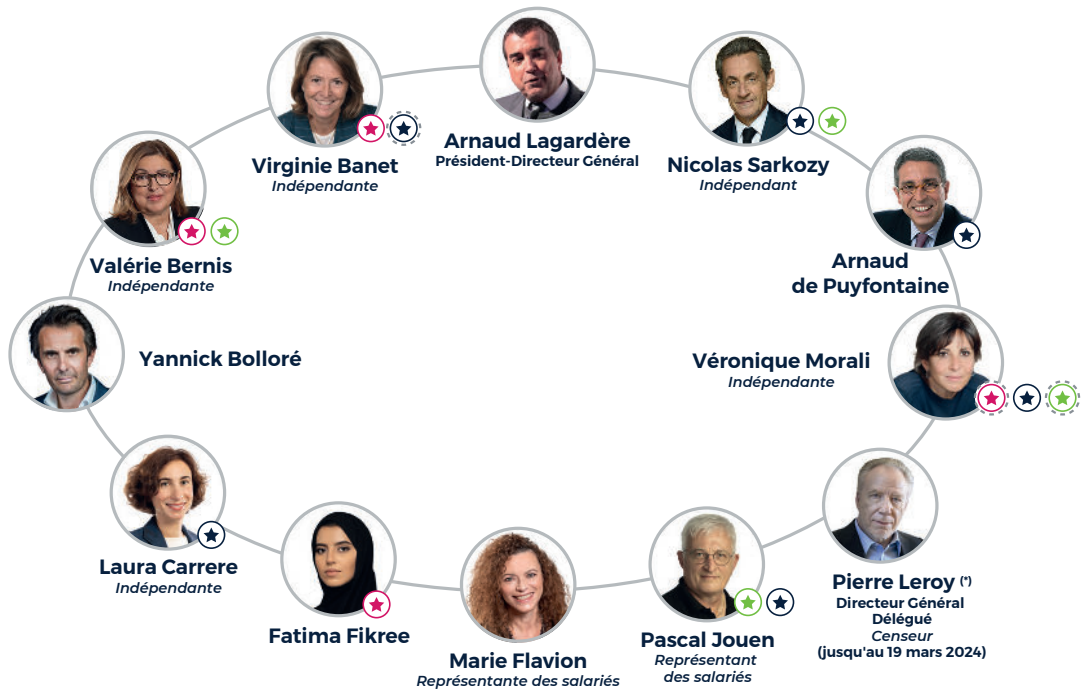 Arnaud Lagardère
Président-Directeur Général
Virginie Banet
Indépendante
Nicolas Sarkozy
Indépendant
Valérie Bernis
Indépendante
Arnaud
de Puyfontaine
Yannick Bolloré
Véronique Morali
Indépendante
Laura Carrere
Indépendante
Pierre Leroy (*)
Directeur Général
Délégué
Censeur
(jusqu'au 19 mars 2024)
Fatima Fikree
Pascal Jouen
Représentant
des salariés
Marie Flavion
Représentante des salariés